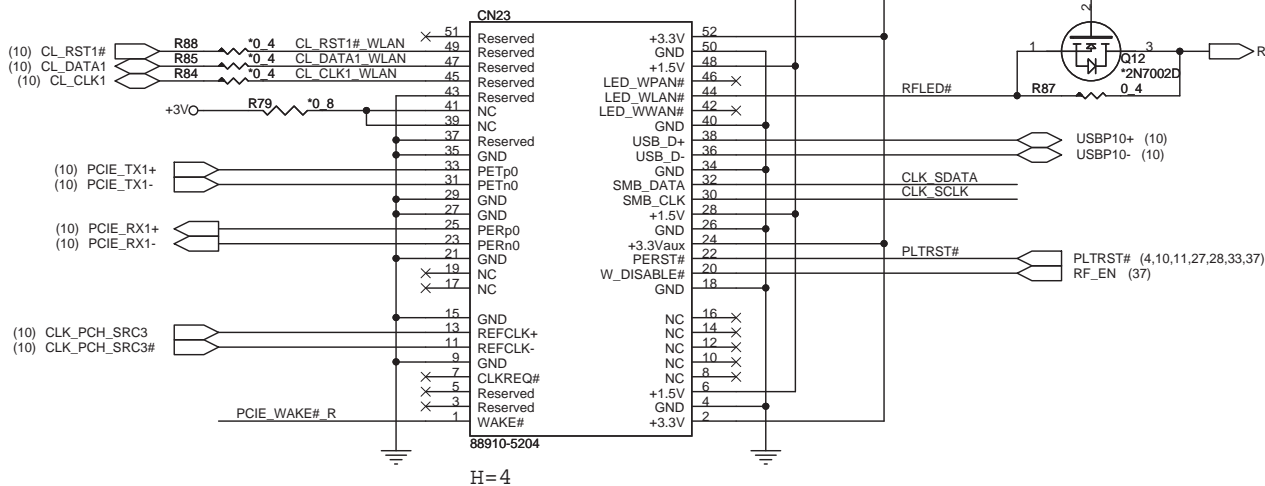 CN23
51 Reserved +3.3V 52
(10) CL_RST1# R88 *0_4 CL_RST1#_WLAN 49 Reserved GND 50
(10) CL_DATA1 R85 *0_4 CL_DATA1_WLAN 47 Reserved +1.5V 48
(10) CL_CLK1 R84 *0_4 CL_CLK1_WLAN 45 Reserved LED_WPAN# 46
43 Reserved LED_WLAN# 44 RFLED#
+3V R79 *0_8 41 NC LED_WWAN# 42
39 NC GND 40
37 Reserved USB_D+ 38 USBP10+ (10)
35 GND USB_D- 36 USBP10- (10)
(10) PCIE_TX1+ 33 PETp0 GND 34
(10) PCIE_TX1- 31 PETn0 SMB_DATA 32 CLK_SDATA
29 GND SMB_CLK 30 CLK_SCLK
27 GND +1.5V 28
(10) PCIE_RX1+ 25 PERp0 GND 26
(10) PCIE_RX1- 23 PERn0 +3.3Vaux 24
21 GND PERST# 22 PLTRST# PLTRST# (4,10,11,27,28,33,37)
19 NC W_DISABLE# 20 RF_EN (37)
17 NC GND 18
15 GND NC 16
(10) CLK_PCH_SRC3 13 REFCLK+ NC 14
(10) CLK_PCH_SRC3# 11 REFCLK- NC 12
9 GND NC 10
7 CLKREQ# NC 8
5 Reserved +1.5V 6
3 Reserved GND 4
PCIE_WAKE#_R 1 WAKE# +3.3V 2
88910-5204
H=4
2
1 3
Q12
*2N7002D
R87 0_4
R